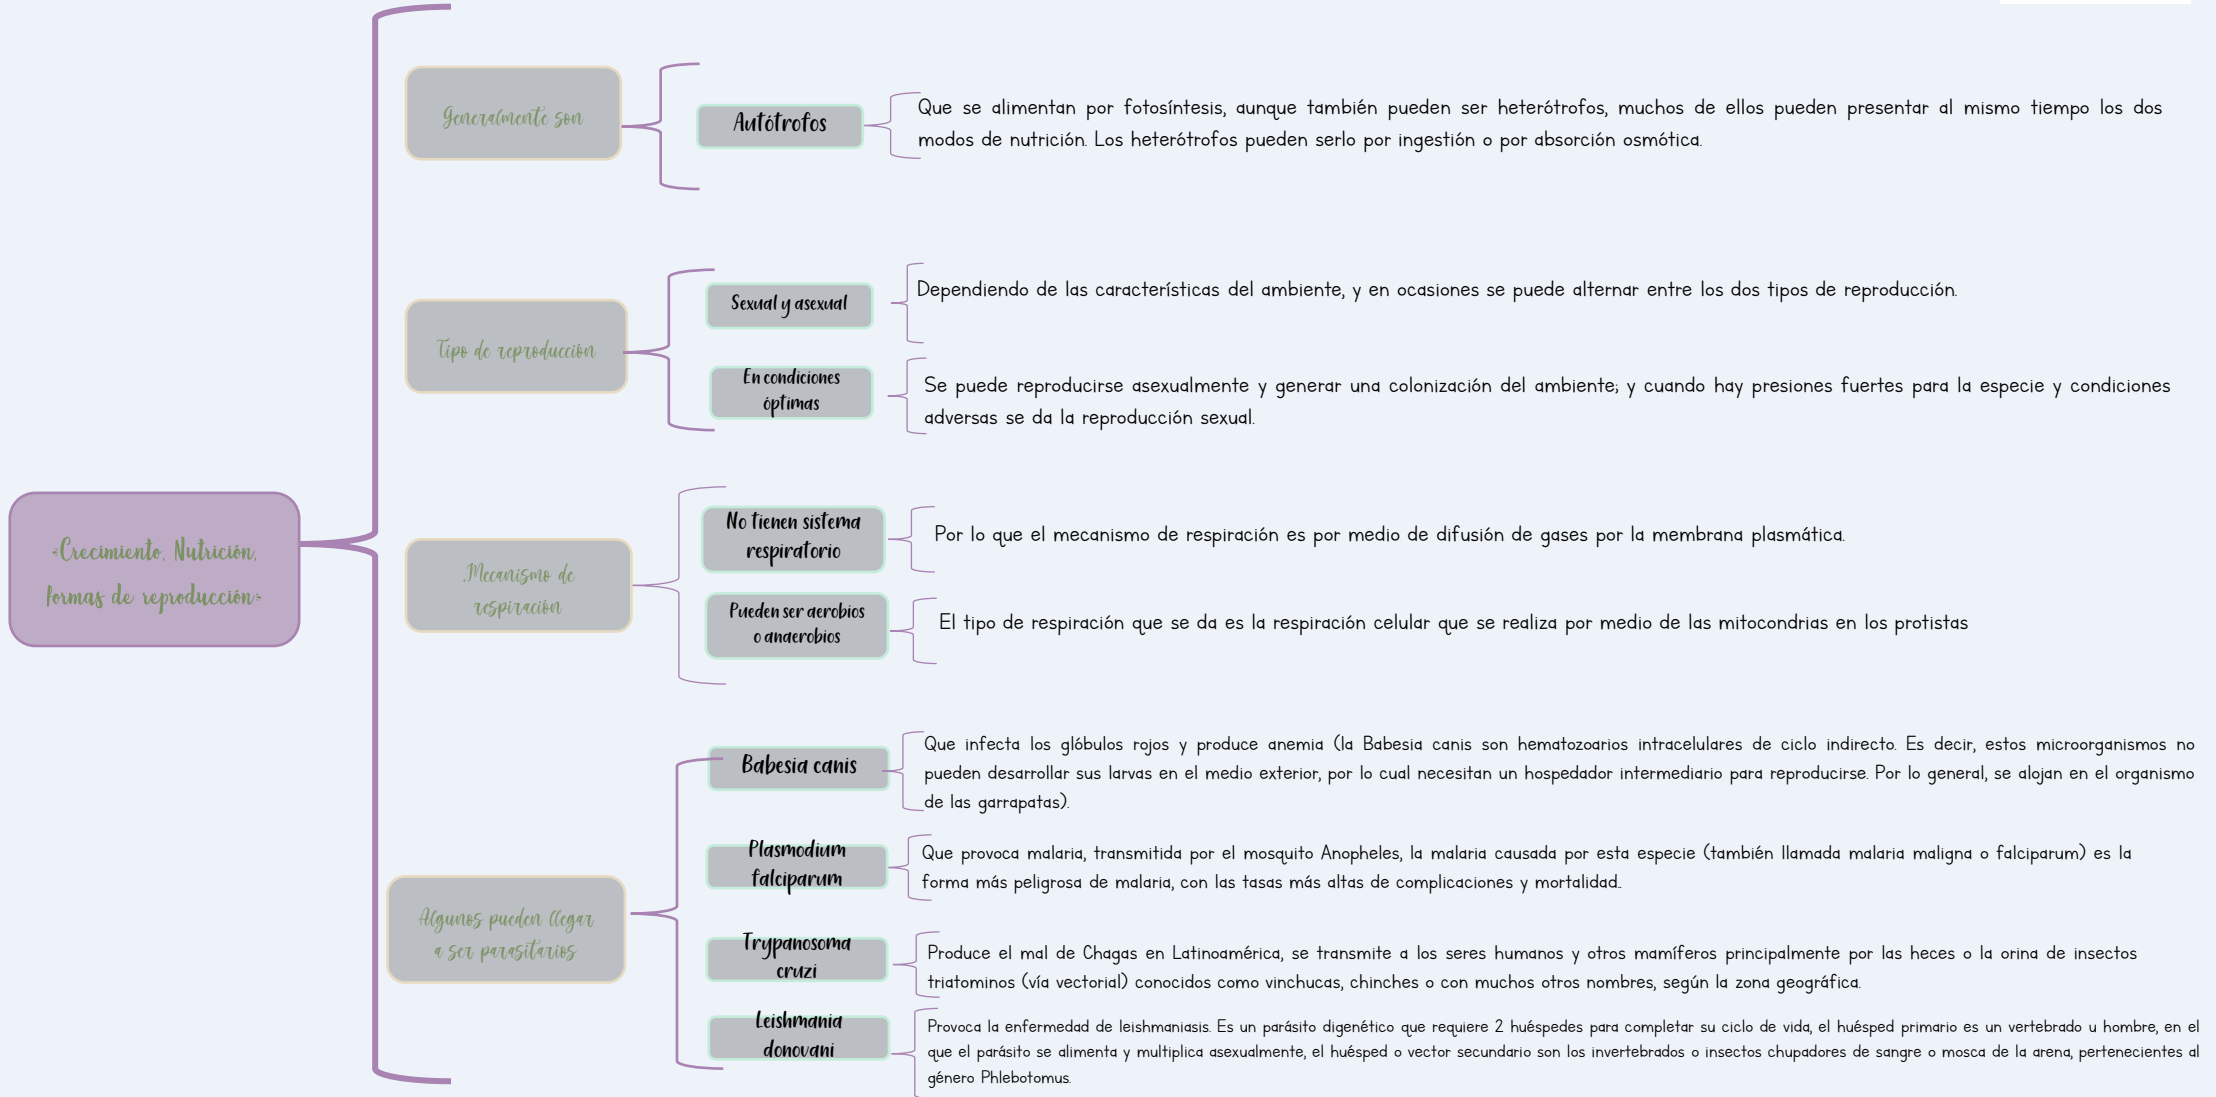 «Crecimiento, Nutrición,
formas de reproducción»
Generalmente son
Autótrofos
Que se alimentan por fotosíntesis, aunque también pueden ser heterótrofos, muchos de ellos pueden presentar al mismo tiempo los dos
modos de nutrición. Los heterótrofos pueden serlo por ingestión o por absorción osmótica.
Tipo de reproducción
Sexual y asexual
Dependiendo de las características del ambiente, y en ocasiones se puede alternar entre los dos tipos de reproducción.
En condiciones
óptimas
Se puede reproducirse asexualmente y generar una colonización del ambiente; y cuando hay presiones fuertes para la especie y condiciones
adversas se da la reproducción sexual.
.Mecanismo de
respiración
No tienen sistema
respiratorio
Por lo que el mecanismo de respiración es por medio de difusión de gases por la membrana plasmática.
Pueden ser aerobios
o anaerobios
El tipo de respiración que se da es la respiración celular que se realiza por medio de las mitocondrias en los protistas
Algunos pueden llegar
a ser parasitarios
Babesia canis
Que infecta los glóbulos rojos y produce anemia (la Babesia canis son hematozoarios intracelulares de ciclo indirecto. Es decir, estos microorganismos no
pueden desarrollar sus larvas en el medio exterior, por lo cual necesitan un hospedador intermediario para reproducirse. Por lo general, se alojan en el organismo
de las garrapatas).
Plasmodium
falciparum
Que provoca malaria, transmitida por el mosquito Anopheles, la malaria causada por esta especie (también llamada malaria maligna o falciparum) es la
forma más peligrosa de malaria, con las tasas más altas de complicaciones y mortalidad..
Trypanosoma
cruzi
Produce el mal de Chagas en Latinoamérica, se transmite a los seres humanos y otros mamíferos principalmente por las heces o la orina de insectos
triatominos (vía vectorial) conocidos como vinchucas, chinches o con muchos otros nombres, según la zona geográfica.
Leishmania
donovani
Provoca la enfermedad de leishmaniasis. Es un parásito digenético que requiere 2 huéspedes para completar su ciclo de vida, el huésped primario es un vertebrado u hombre, en el
que el parásito se alimenta y multiplica asexualmente, el huésped o vector secundario son los invertebrados o insectos chupadores de sangre o mosca de la arena, pertenecientes al
género Phlebotomus.